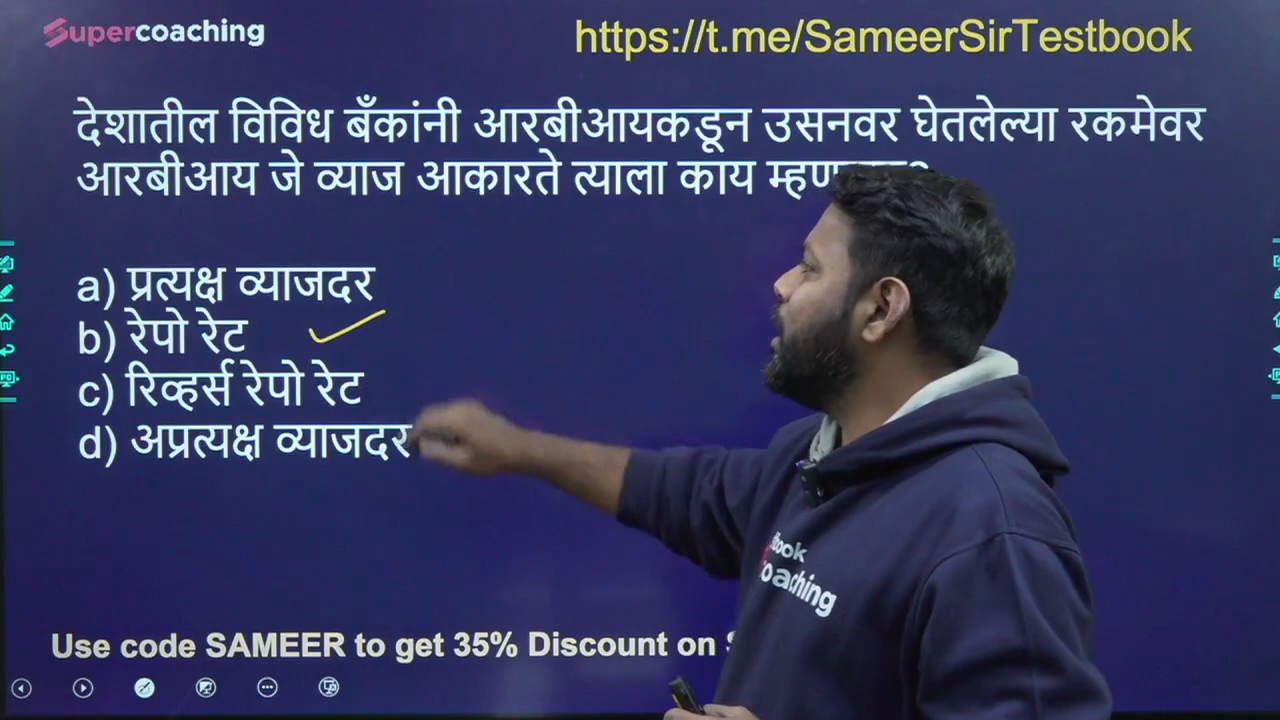 Supercoaching
https://t.me/SameerSirTestbook
देशातील विविध बँकांनी आरबीआयकडून उसनवर घेतलेल्या रकमेवर
आरबीआय जे व्याज आकारते त्याला काय
a) प्रत्यक्ष व्याजदर
b) रेपो रेट
c) रिव्हर्स रेपो रेट
d) अप्रत्यक्ष व्याजदर
Use code SAMEER to get 35% Discount on